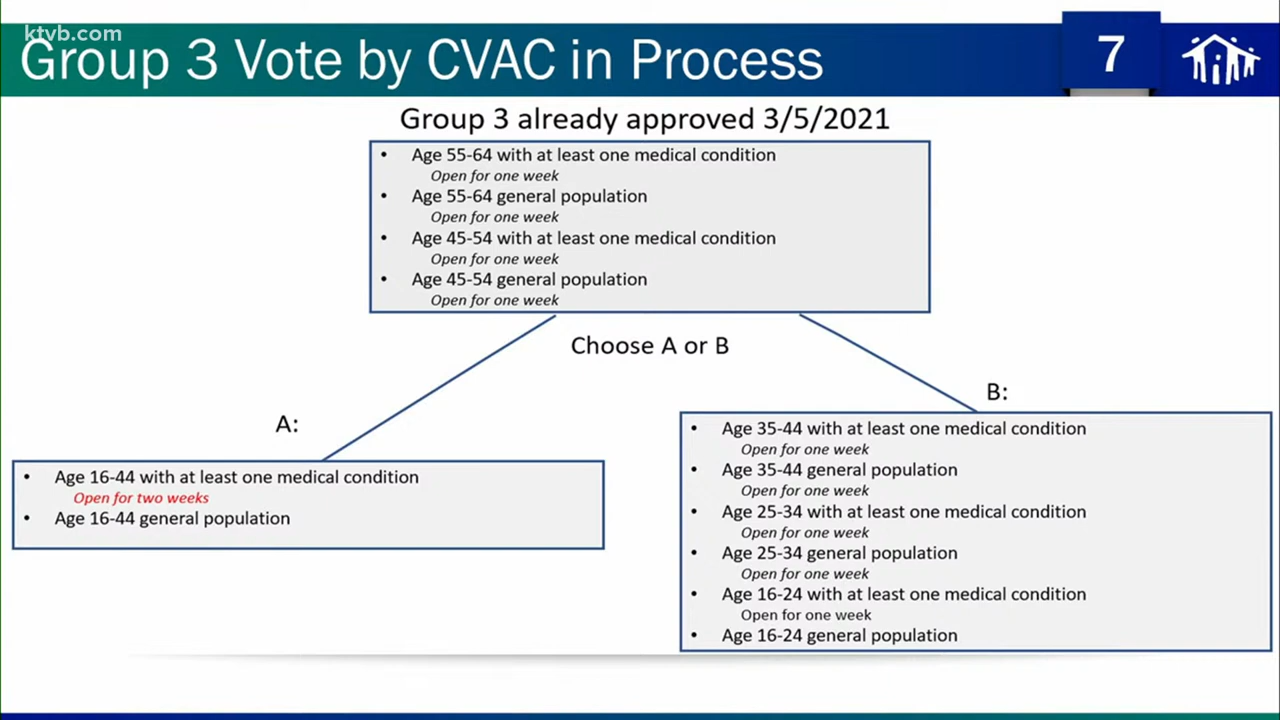 ktvb.com
Group 3 Vote by CVAC in Process
7
Group 3 already approved 3/5/2021
• Age 55-64 with at least one medical condition
Open for one week
• Age 55-64 general population
Open for one week
• Age 45-54 with at least one medical condition
Open for one week
• Age 45-54 general population
Open for one week
Choose A or B
A:
• Age 16-44 with at least one medical condition
Open for two weeks
• Age 16-44 general population
B:
• Age 35-44 with at least one medical condition
Open for one week
• Age 35-44 general population
Open for one week
• Age 25-34 with at least one medical condition
Open for one week
• Age 25-34 general population
Open for one week
• Age 16-24 with at least one medical condition
Open for one week
• Age 16-24 general population